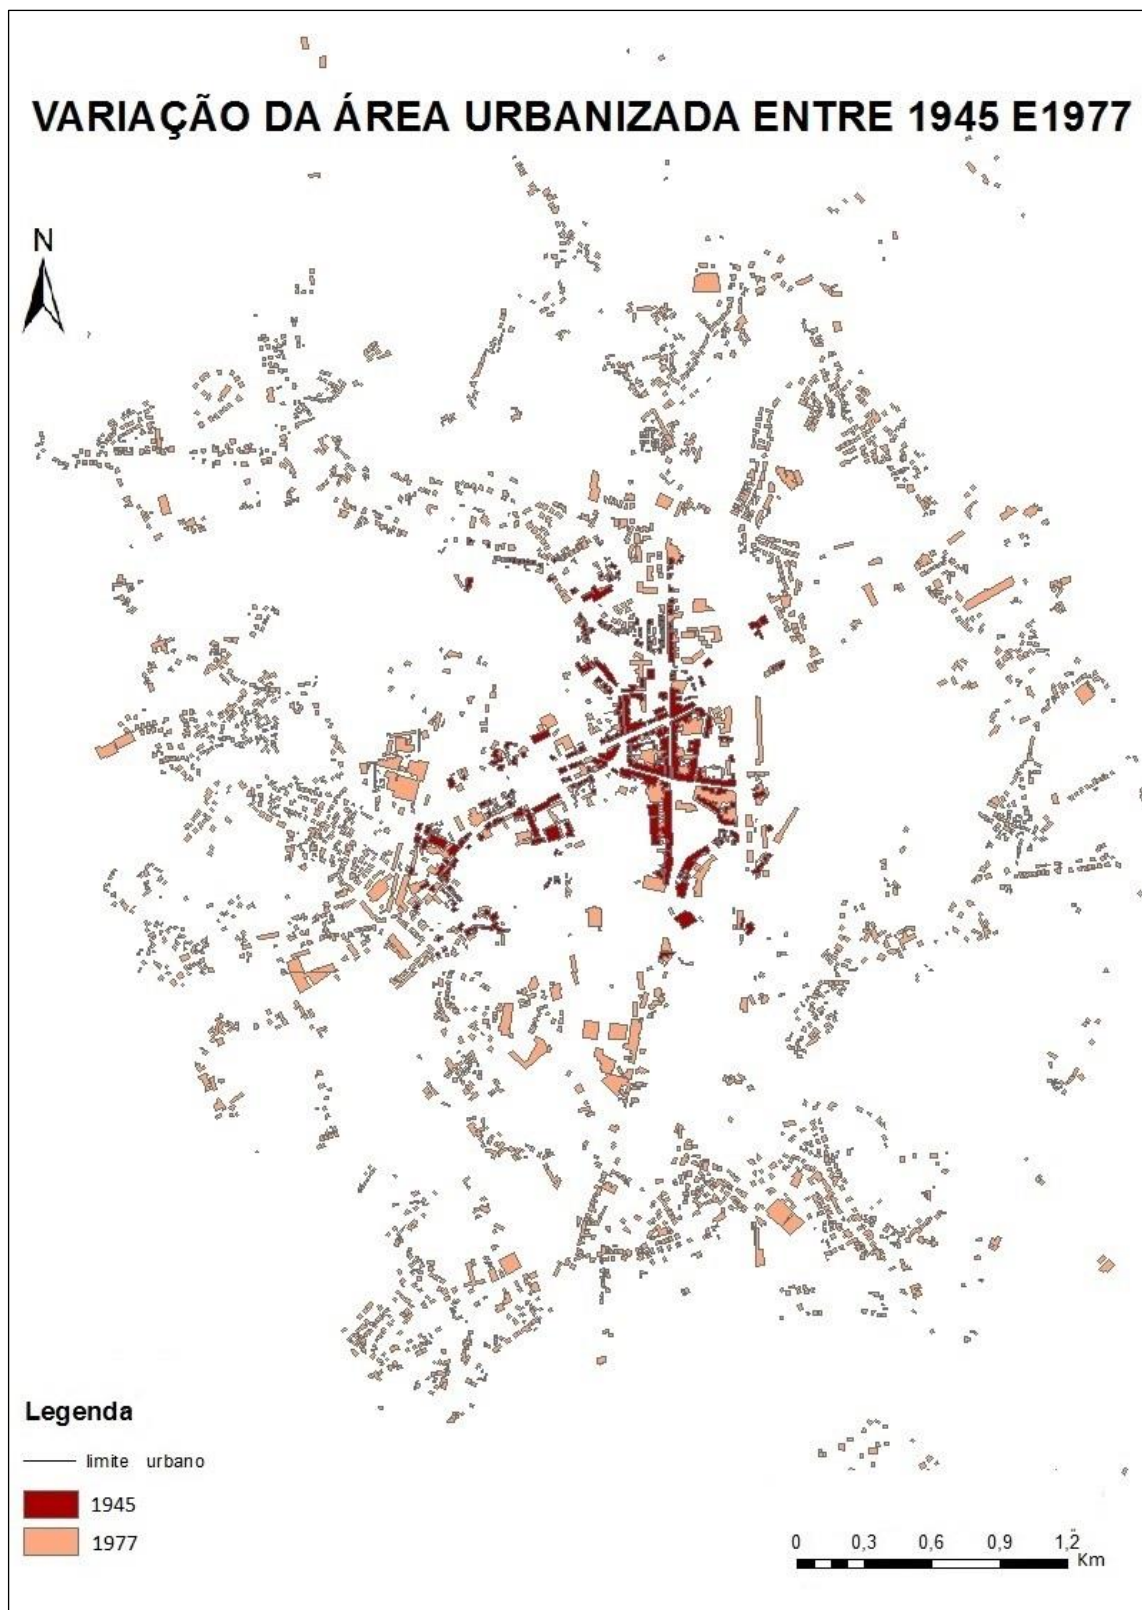 VARIAÇÃO DA ÁREA URBANIZADA ENTRE 1945 E1977
N
Legenda
limite urbano
1945
1977
0 0,3 0,6 0,9 1,2
Km